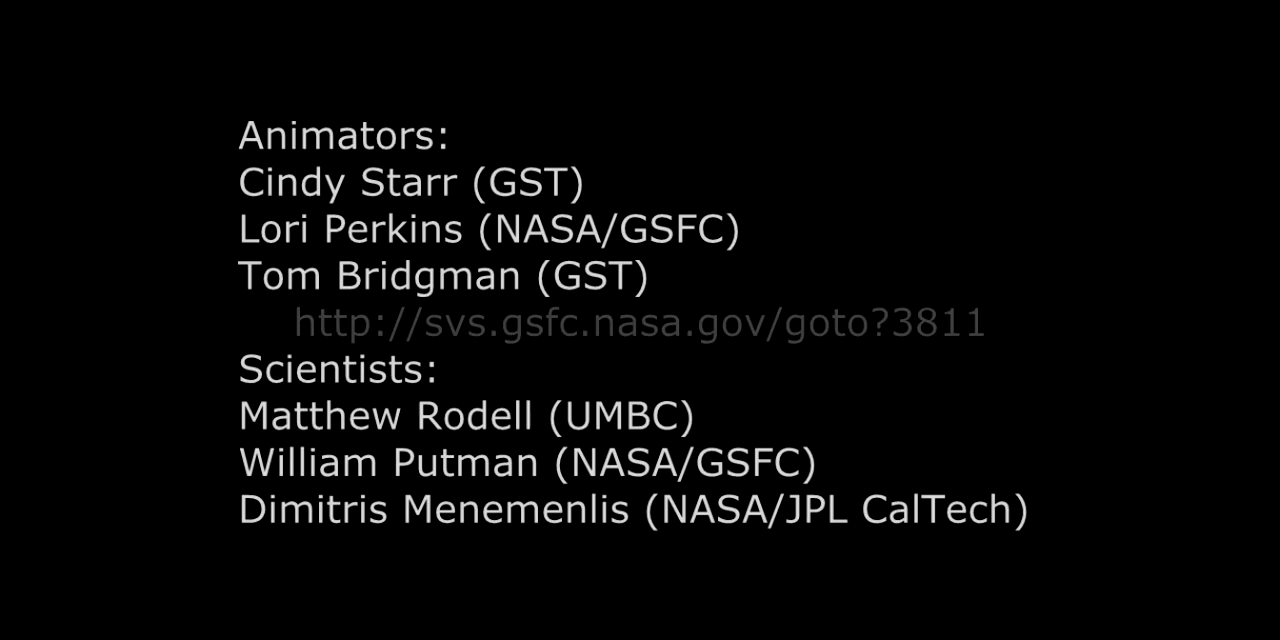 Animators:
Cindy Starr (GST)
Lori Perkins (NASA/GSFC)
Tom Bridgman (GST)
http://svs.gsfc.nasa.gov/goto?3811
Scientists:
Matthew Rodell (UMBC)
William Putman (NASA/GSFC)
Dimitris Menemenlis (NASA/JPL CalTech)